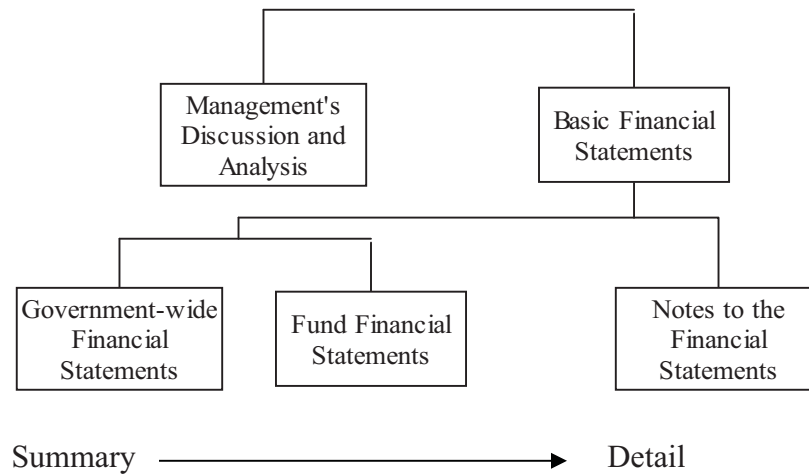 Management's
Discussion and
Analysis
Basic Financial
Statements
Government-wide
Financial
Statements
Fund Financial
Statements
Notes to the
Financial
Statements
Summary
Detail